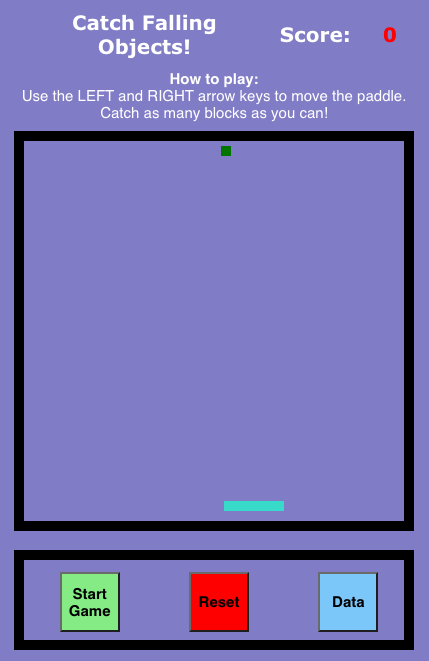 Catch Falling
Objects!
Score: 0
How to play:
Use the LEFT and RIGHT arrow keys to move the paddle.
Catch as many blocks as you can!
Start
Game
Reset
Data